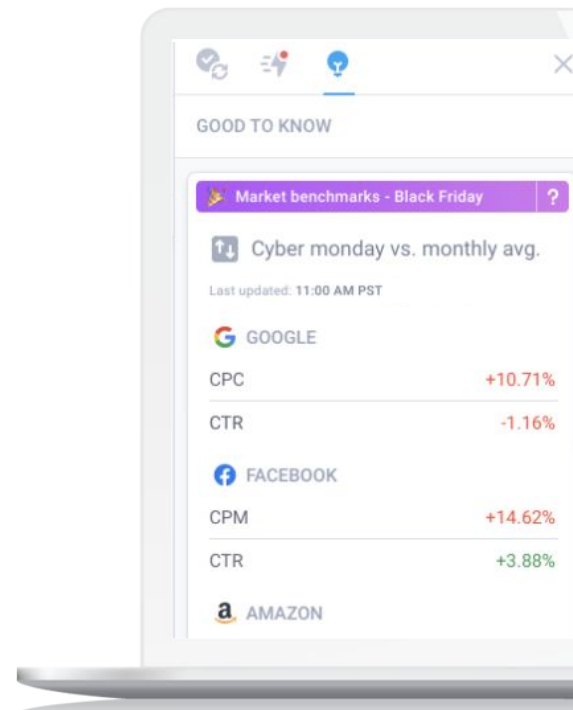 GOOD TO KNOW
Market benchmarks - Black Friday ?
Cyber monday vs. monthly avg.
Last updated: 11:00 AM PST
GOOGLE
CPC +10.71%
CTR -1.16%
FACEBOOK
CPM +14.62%
CTR +3.88%
a AMAZON